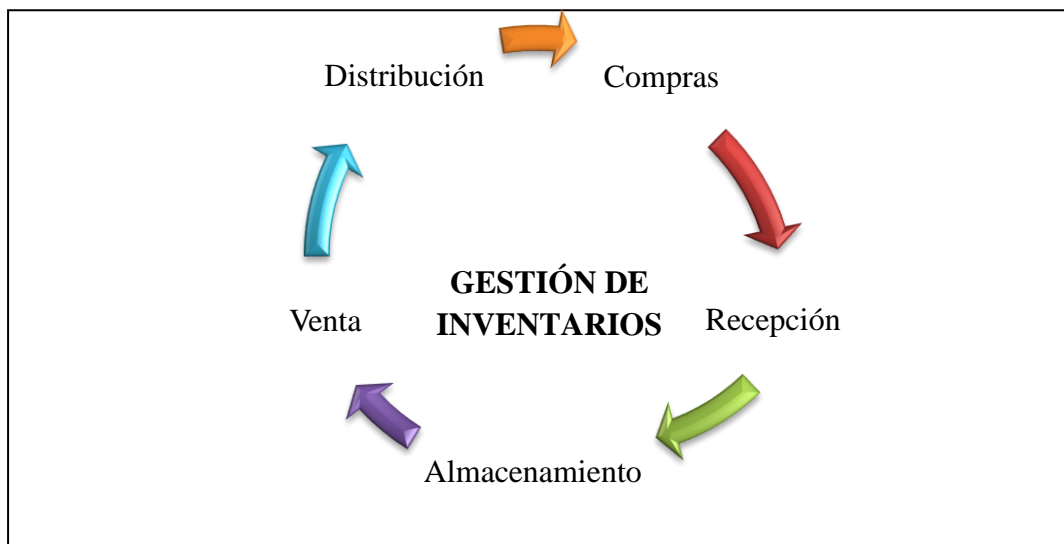 Distribución
Compras
GESTIÓN DE
INVENTARIOS
Venta
Recepción
Almacenamiento